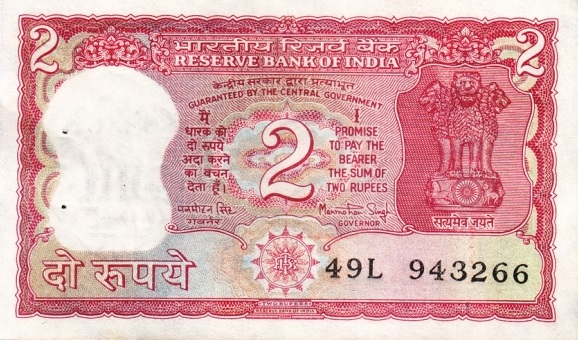 2 2
भारतीय रिज़र्व बैंक
RESERVE BANK OF INDIA
केन्द्रीय सरकार द्वारा प्रत्याभूत
GUARANTEED BY THE CENTRAL GOVERNMENT
मैं
धारक को
दो रुपये
अदा करने
का वचन
देता हूँ।
2
I
PROMISE
TO PAY THE
BEARER
THE SUM OF
TWO RUPEES
मनमोहन सिंह
गवर्नर
Manmohan Singh
GOVERNOR
सत्यमेव जयते
दो रूपये
49L 943266
TWO RUPEES
RESERVE BANK OF INDIA